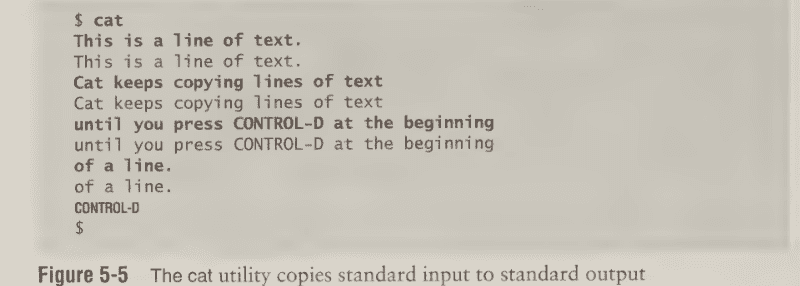 $ cat
This is a line of text.
This is a line of text.
Cat keeps copying lines of text
Cat keeps copying lines of text
until you press CONTROL-D at the beginning
until you press CONTROL-D at the beginning
of a line.
of a line.
CONTROL-D
$
Figure 5-5 The cat utility copies standard input to standard output